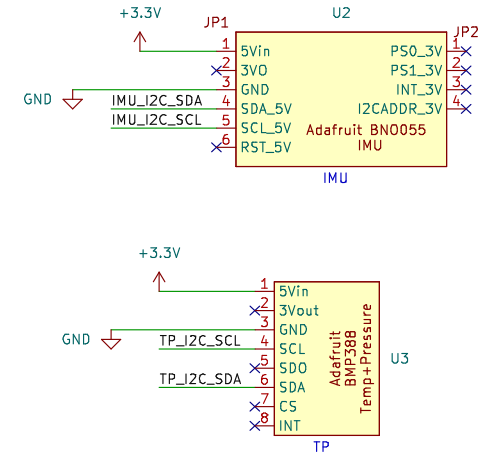 +3.3V
U2
JP1
JP2
1 5Vin
PS0_3V 1
2 3VO
PS1_3V 2
GND
3 GND
INT_3V 3
IMU_I2C_SDA 4 SDA_5V
I2CADDR_3V 4
IMU_I2C_SCL 5 SCL_5V
Adafruit BNO055
IMU
6 RST_5V
IMU
+3.3V
1 5Vin
2 3Vout
GND
3 GND
TP_I2C_SCL 4 SCL
5 SDO
TP_I2C_SDA 6 SDA
7 CS
8 INT
Adafruit
BMP388
Temp+Pressure
U3
TP